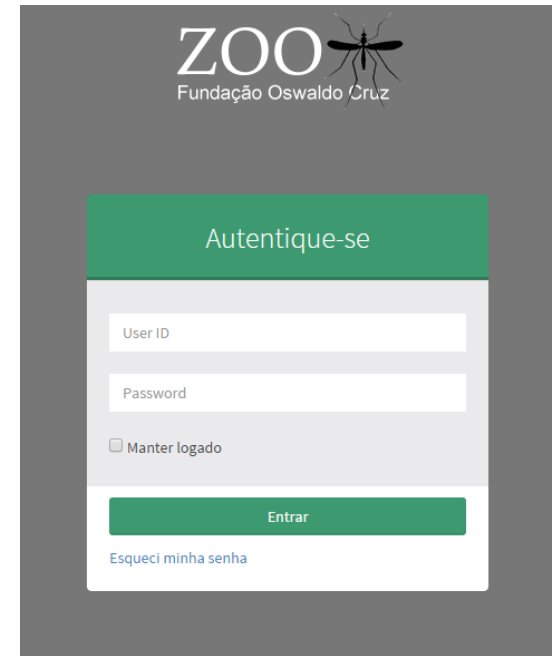 ZOO
Fundação Oswaldo Cruz
Autentique-se
User ID
Password
Manter logado
Entrar
Esqueci minha senha